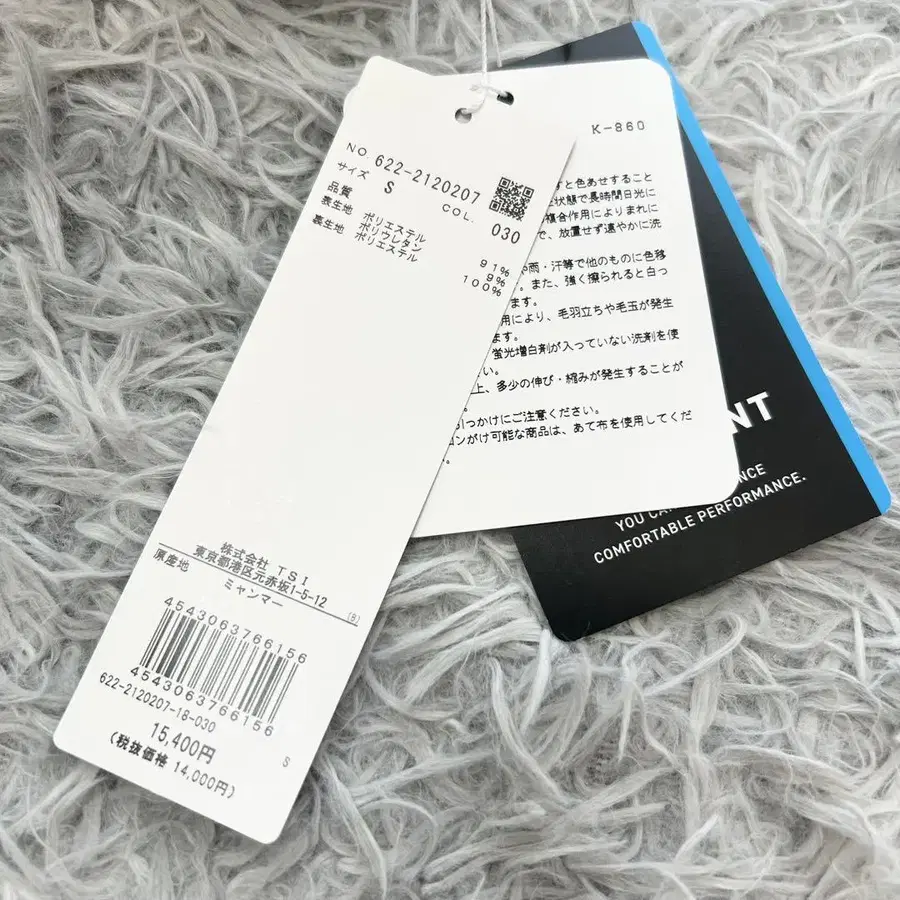 NO 622-2120207
サイズ S COL. 030
品質
表生地 ポリエステル 91%
ポリウレタン 9%
裏生地 ポリエステル 100%
株式会社 TSI
東京都港区元赤坂1-5-12
原産地 ミャンマー (B)
4543063766156
4543063766156
622-2120207-18-030 S
15,400円
(税抜価格 14,000円)
K-860
すと色あせすること
状態で長時間日光に
複合作用によりまれに
で、放置せず速やかに洗
や雨・汗等で他のものに色移
。また、強く擦られると白っ
ます。
用により、毛羽立ちや毛玉が発生
ます。
蛍光増白剤が入っていない洗剤を使
い。
上、多少の伸び・縮みが発生することが
。
引っかけにご注意ください。
ロンがけ可能な商品は、あて布を使用してくだ
。
NT
YOU CA NCE
COMFORTABLE PERFORMANCE.